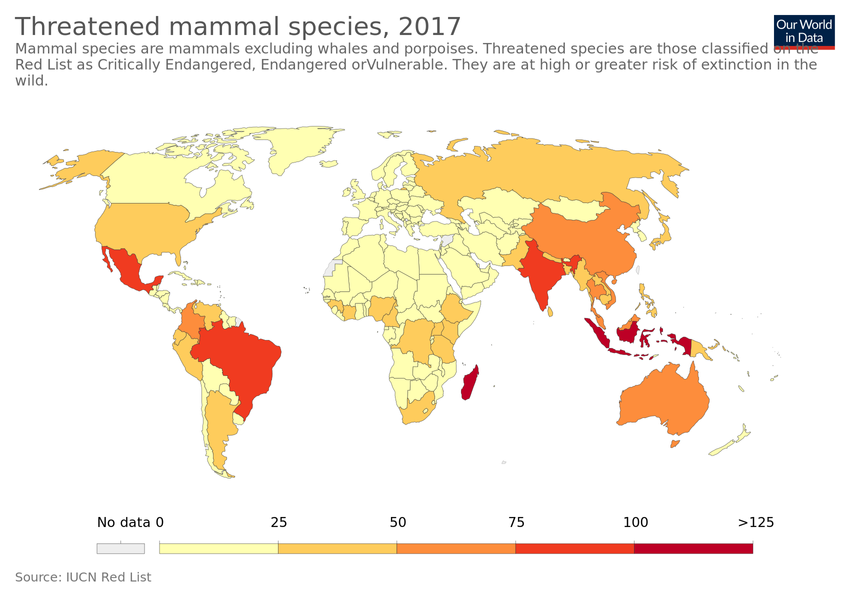 Threatened mammal species, 2017
Our World
in Data
Mammal species are mammals excluding whales and porpoises. Threatened species are those classified on the
Red List as Critically Endangered, Endangered orVulnerable. They are at high or greater risk of extinction in the
wild.
No data 0 25 50 75 100 >125
Source: IUCN Red List